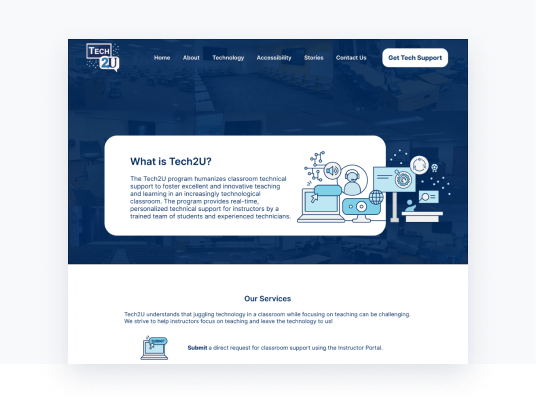 TECH
2U
Home About Technology Accessibility Stories Contact Us Get Tech Support
What is Tech2U?
The Tech2U program humanizes classroom technical
support to foster excellent and innovative teaching
and learning in an increasingly technological
classroom. The program provides real-time,
personalized technical support for instructors by a
trained team of students and experienced technicians.
Our Services
Tech2U understands that juggling technology in a classroom while focusing on teaching can be challenging.
We strive to help instructors focus on teaching and leave the technology to us!
SUBMIT
Submit a direct request for classroom support using the Instructor Portal.